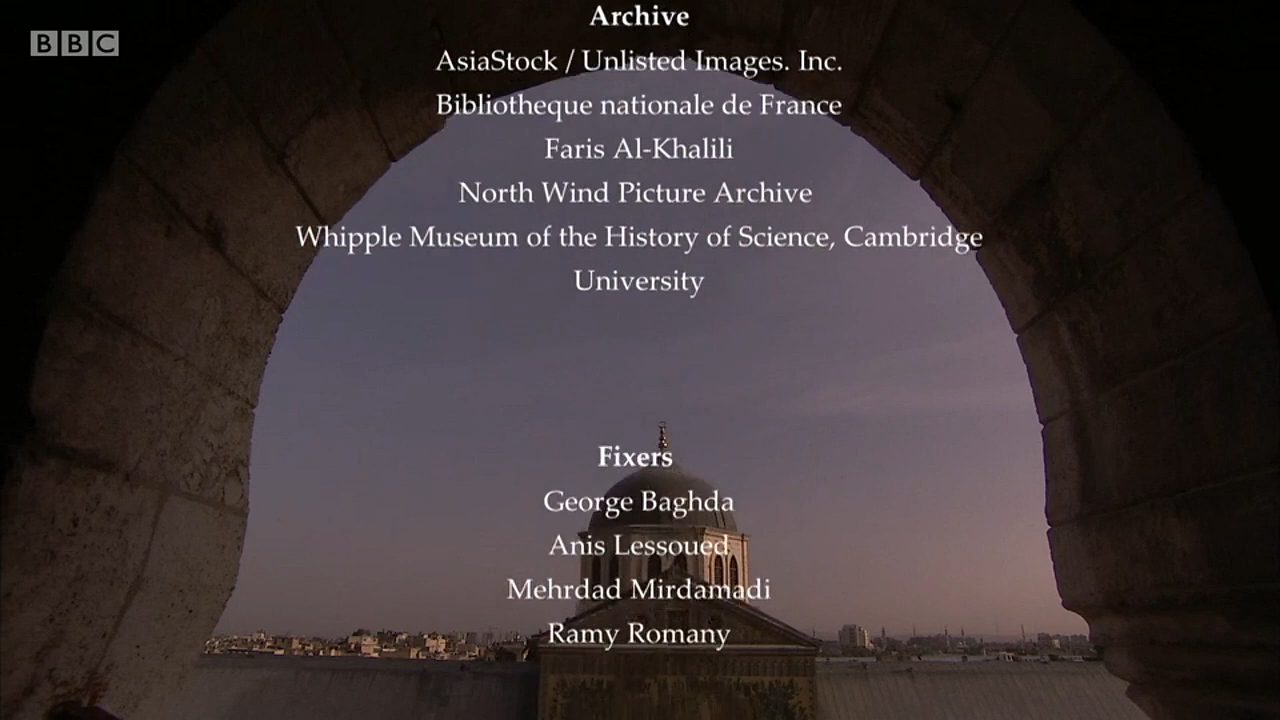 BBC
Archive
AsiaStock / Unlisted Images. Inc.
Bibliotheque nationale de France
Faris Al-Khalili
North Wind Picture Archive
Whipple Museum of the History of Science, Cambridge
University
Fixers
George Baghda
Anis Lessoued
Mehrdad Mirdamadi
Ramy Romany